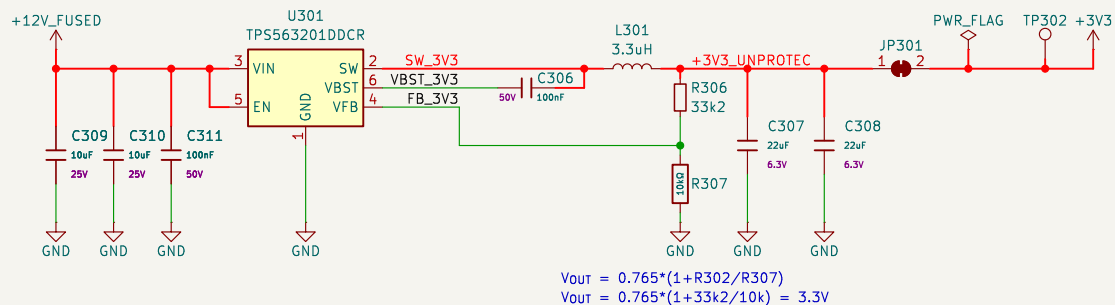 +12V_FUSED
U301
TPS563201DDCR
3 VIN
SW 2
VBST 6
5 EN
VFB 4
GND
1
SW_3V3
VBST_3V3
FB_3V3
C306
50V 100nF
L301
3.3uH
+3V3_UNPROTEC
JP301
1 2
PWR_FLAG
TP302
+3V3
C309
10uF
25V
C310
10uF
25V
C311
100nF
50V
R306
33k2
10kΩ R307
C307
22uF
6.3V
C308
22uF
6.3V
GND
GND
GND
GND
GND
GND
GND
VOUT = 0.765*(1+R302/R307)
VOUT = 0.765*(1+33k2/10k) = 3.3V